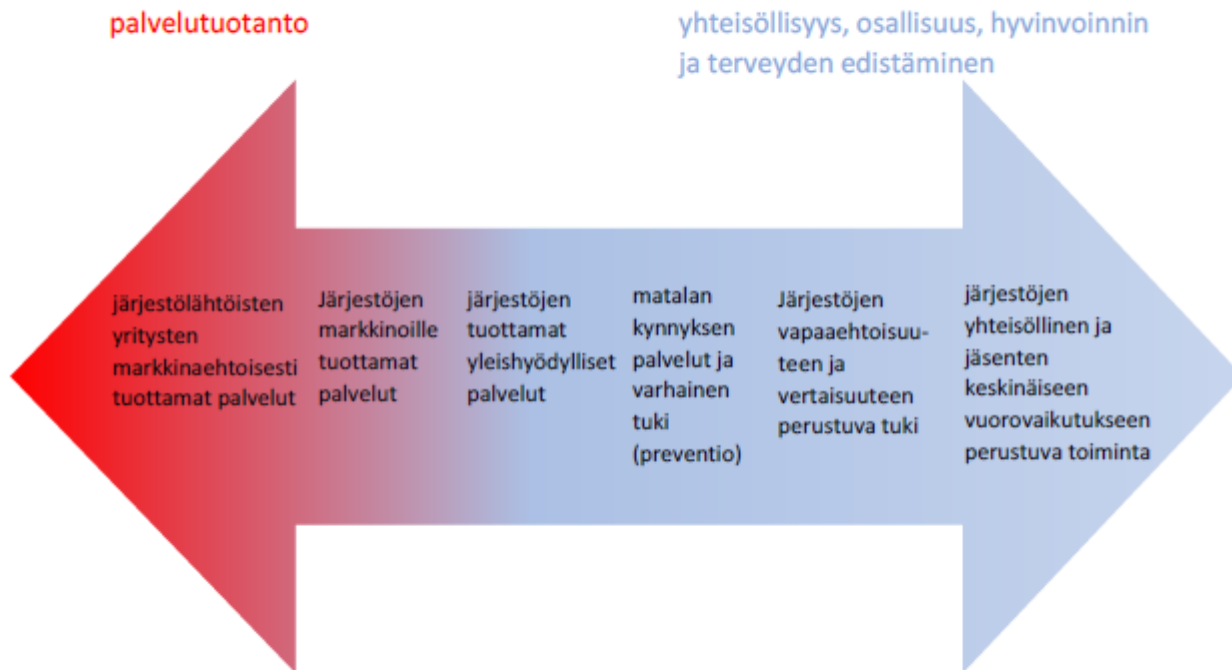 palvelutuotanto
yhteisöllisyys, osallisuus, hyvinvoinnin
ja terveyden edistäminen
järjestölähtöisten
yritysten
markkinaehtoisesti
tuottamat palvelut
Järjestöjen
markkinoille
tuottamat
palvelut
järjestöjen
tuottamat
yleishyödylliset
palvelut
matalan
kynnyksen
palvelut ja
varhainen
tuki
(preventio)
Järjestöjen
vapaaehtoisuu-
teen ja
vertaisuuteen
perustuva tuki
järjestöjen
yhteisöllinen ja
jäsenten
keskinäiseen
vuorovaikutukseen
perustuva toiminta